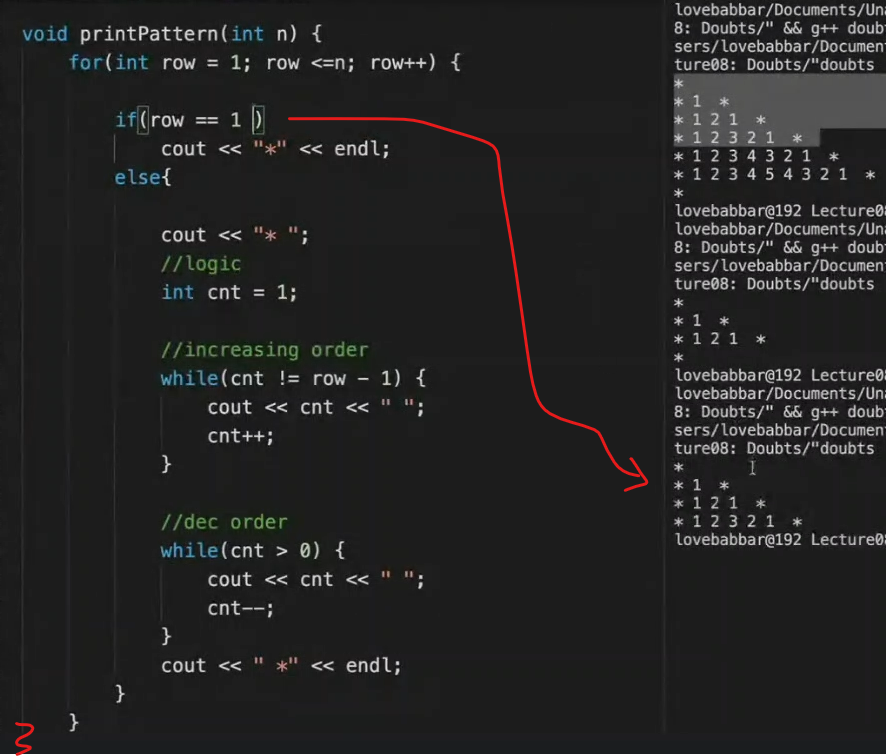 void printPattern(int n) {
for(int row = 1; row <=n; row++) {
if(row == 1 )
cout << "*" << endl;
else{
cout << "* ";
//logic
int cnt = 1;
//increasing order
while(cnt != row - 1) {
cout << cnt << " ";
cnt++;
}
//dec order
while(cnt > 0) {
cout << cnt << " ";
cnt--;
}
cout << " *" << endl;
}
}
lovebabbar/Documents/Una
8: Doubts/" && g++ doubt
sers/lovebabbar/Document
ture08: Doubts/"doubts
*
* 1  *
* 1 2 1  *
* 1 2 3 2 1  *
* 1 2 3 4 3 2 1  *
* 1 2 3 4 5 4 3 2 1  *
*
lovebabbar@192 Lecture08
lovebabbar/Documents/Una
8: Doubts/" && g++ doubt
sers/lovebabbar/Document
ture08: Doubts/"doubts
*
* 1  *
* 1 2 1  *
*
lovebabbar@192 Lecture08
lovebabbar/Documents/Una
8: Doubts/" && g++ doubt
sers/lovebabbar/Document
ture08: Doubts/"doubts
*
* 1  *
* 1 2 1  *
* 1 2 3 2 1  *
lovebabbar@192 Lecture08